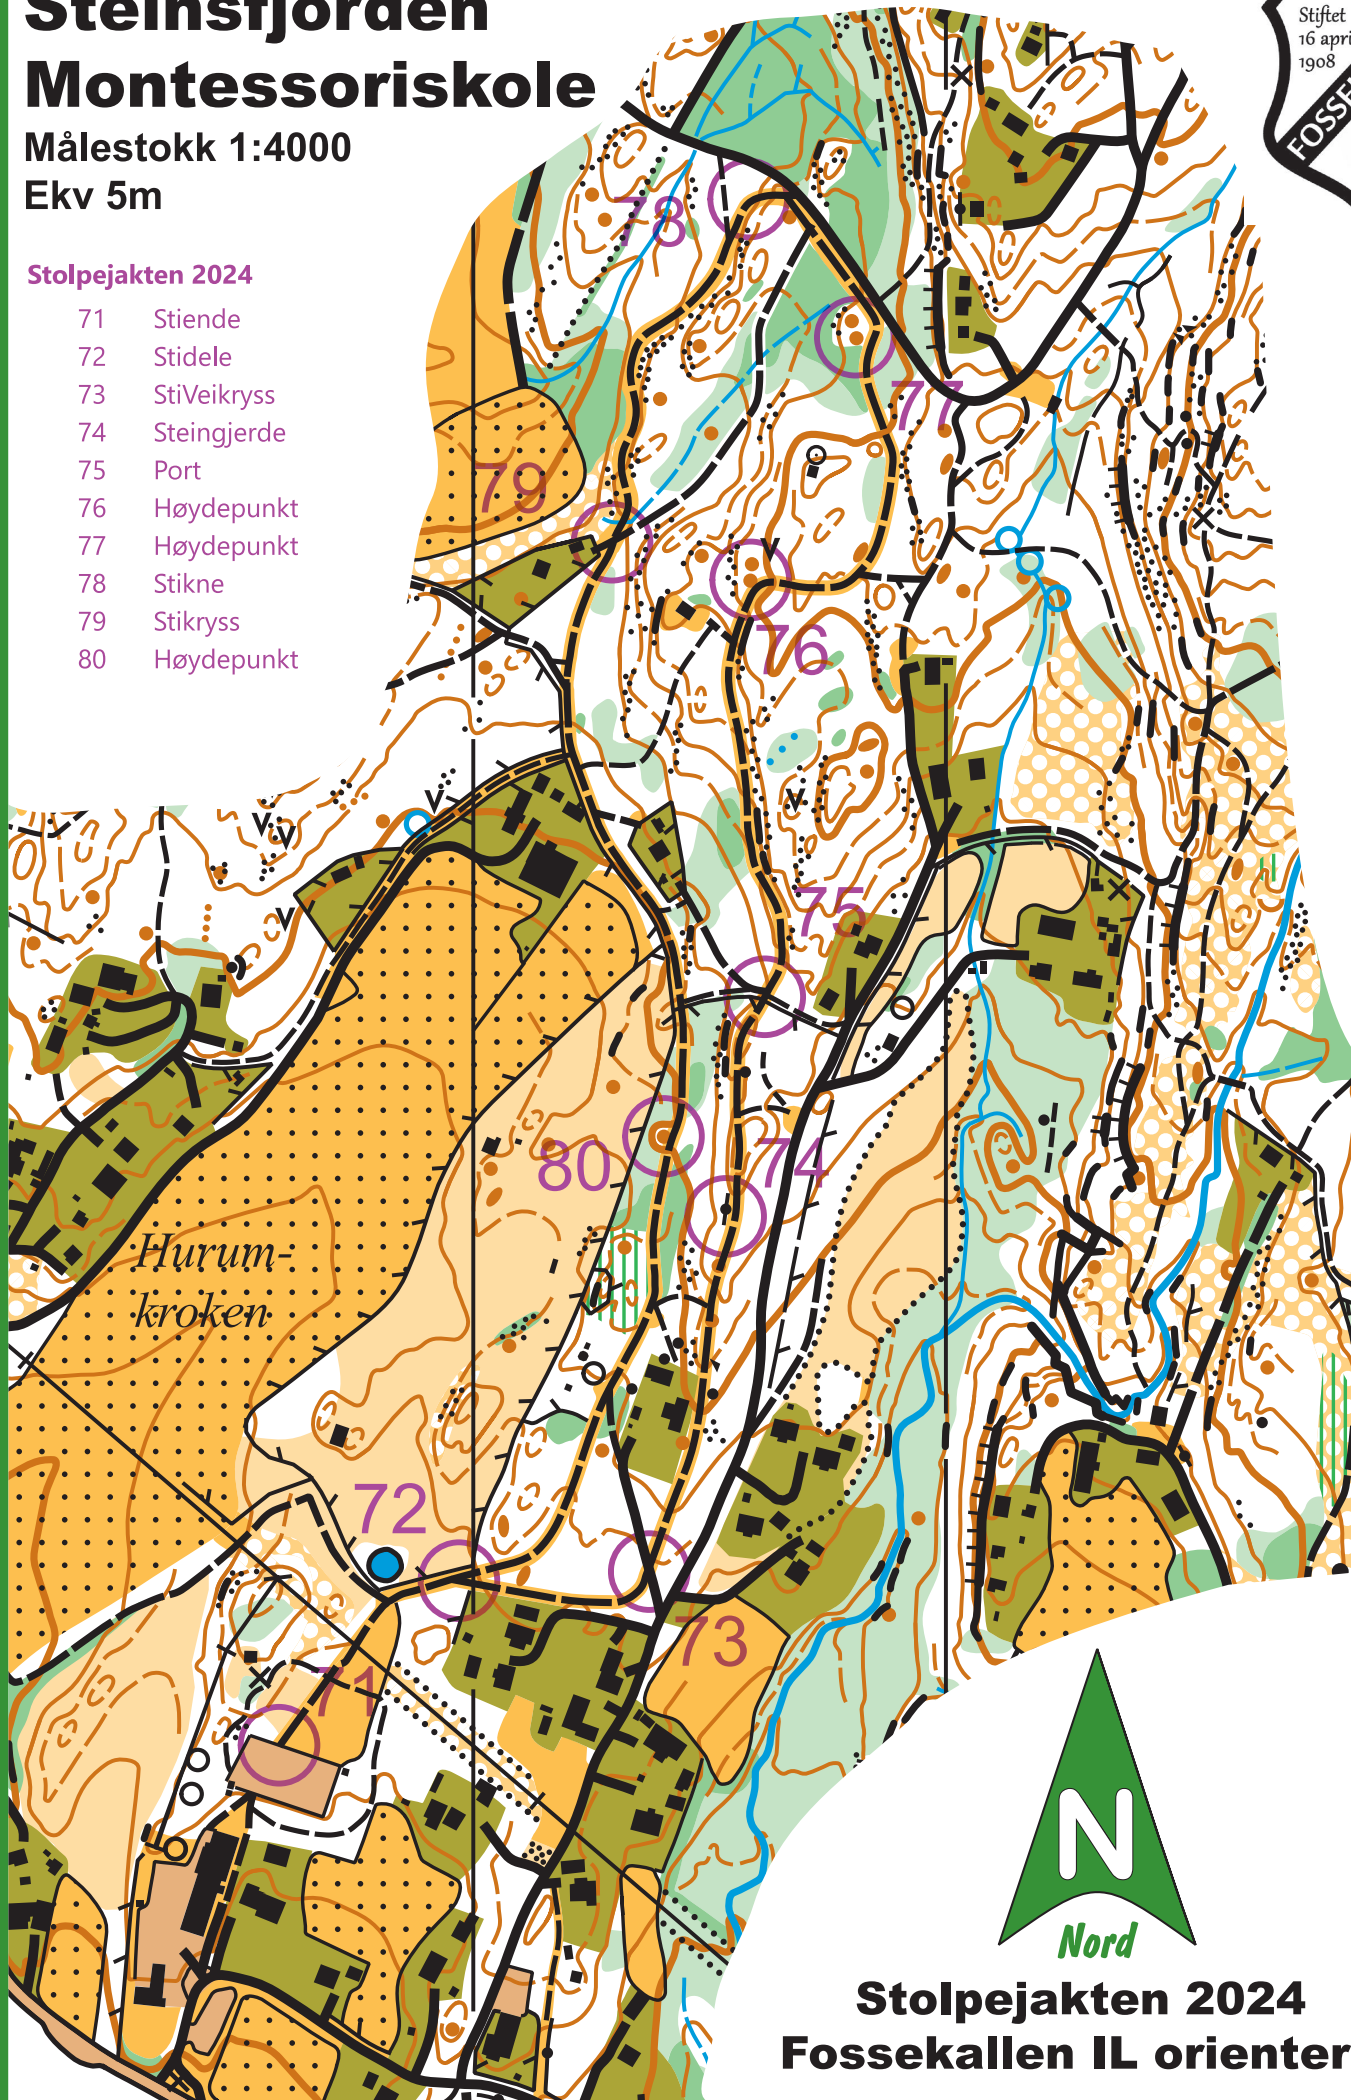 Steinsfjorden
Montessoriskole
Målestokk 1:4000
Ekv 5m
Stiftet
16 apri
1908
FOSSE
Stolpejakten 2024
71 Stiende
72 Stidele
73 StiVeikryss
74 Steingjerde
75 Port
76 Høydepunkt
77 Høydepunkt
78 Stikne
79 Stikryss
80 Høydepunkt
78
77
79
76
75
80
74
Hurum-
kroken
72
73
71
N
Nord
Stolpejakten 2024
Fossekallen IL orienter